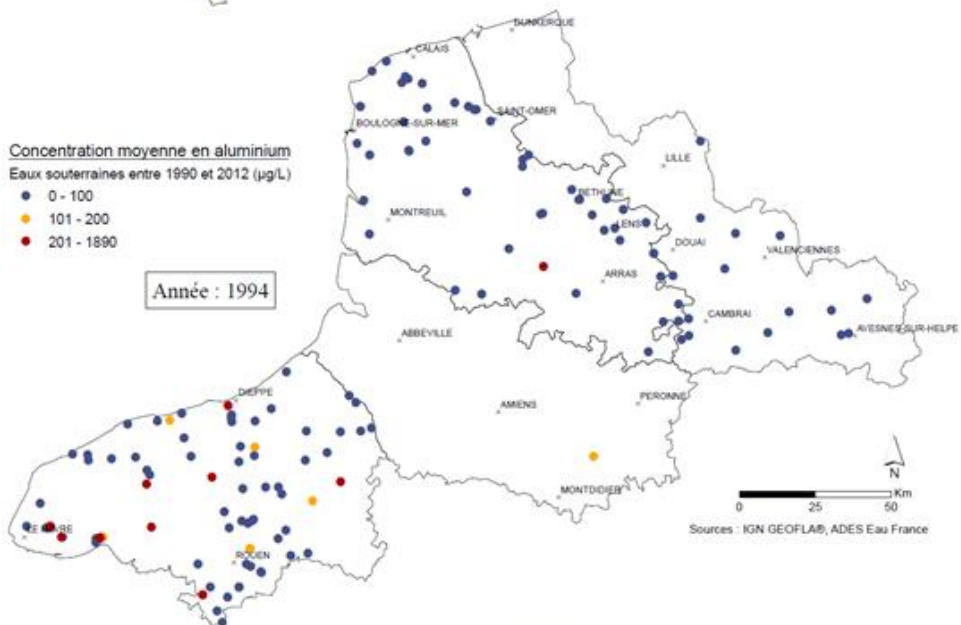 DUNKERQUE
CALAIS
SAINT-OMER
BOULOGNE-SUR-MER
LILLE
Concentration moyenne en aluminium
Eaux souterraines entre 1990 et 2012 (µg/L)
0 - 100
101 - 200
201 - 1890
BETHUNE
MONTREUIL
LENS
DOUAI
VALENCIENNES
ARRAS
Année : 1994
CAMBRAI
AVESNES-SUR-HELPE
ABBEVILLE
DIEPPE
AMIENS
PERONNE
MONTDIDIER
N
Km
0 25 50
Sources : IGN GEOFLA®, ADES Eau France
LE HAVRE
ROUEN